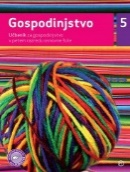 Gospodinjstvo
5
Učbenik za gospodinjstvo
v petem razredu osnovne šole